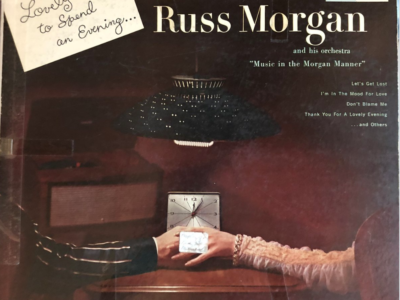 Lovely
to Spend
an Evening...
Russ Morgan
and his orchestra
"Music in the Morgan Manner"
Let's Get Lost
I'm In The Mood For Love
Don't Blame Me
Thank You For A Lovely Evening
...and Others